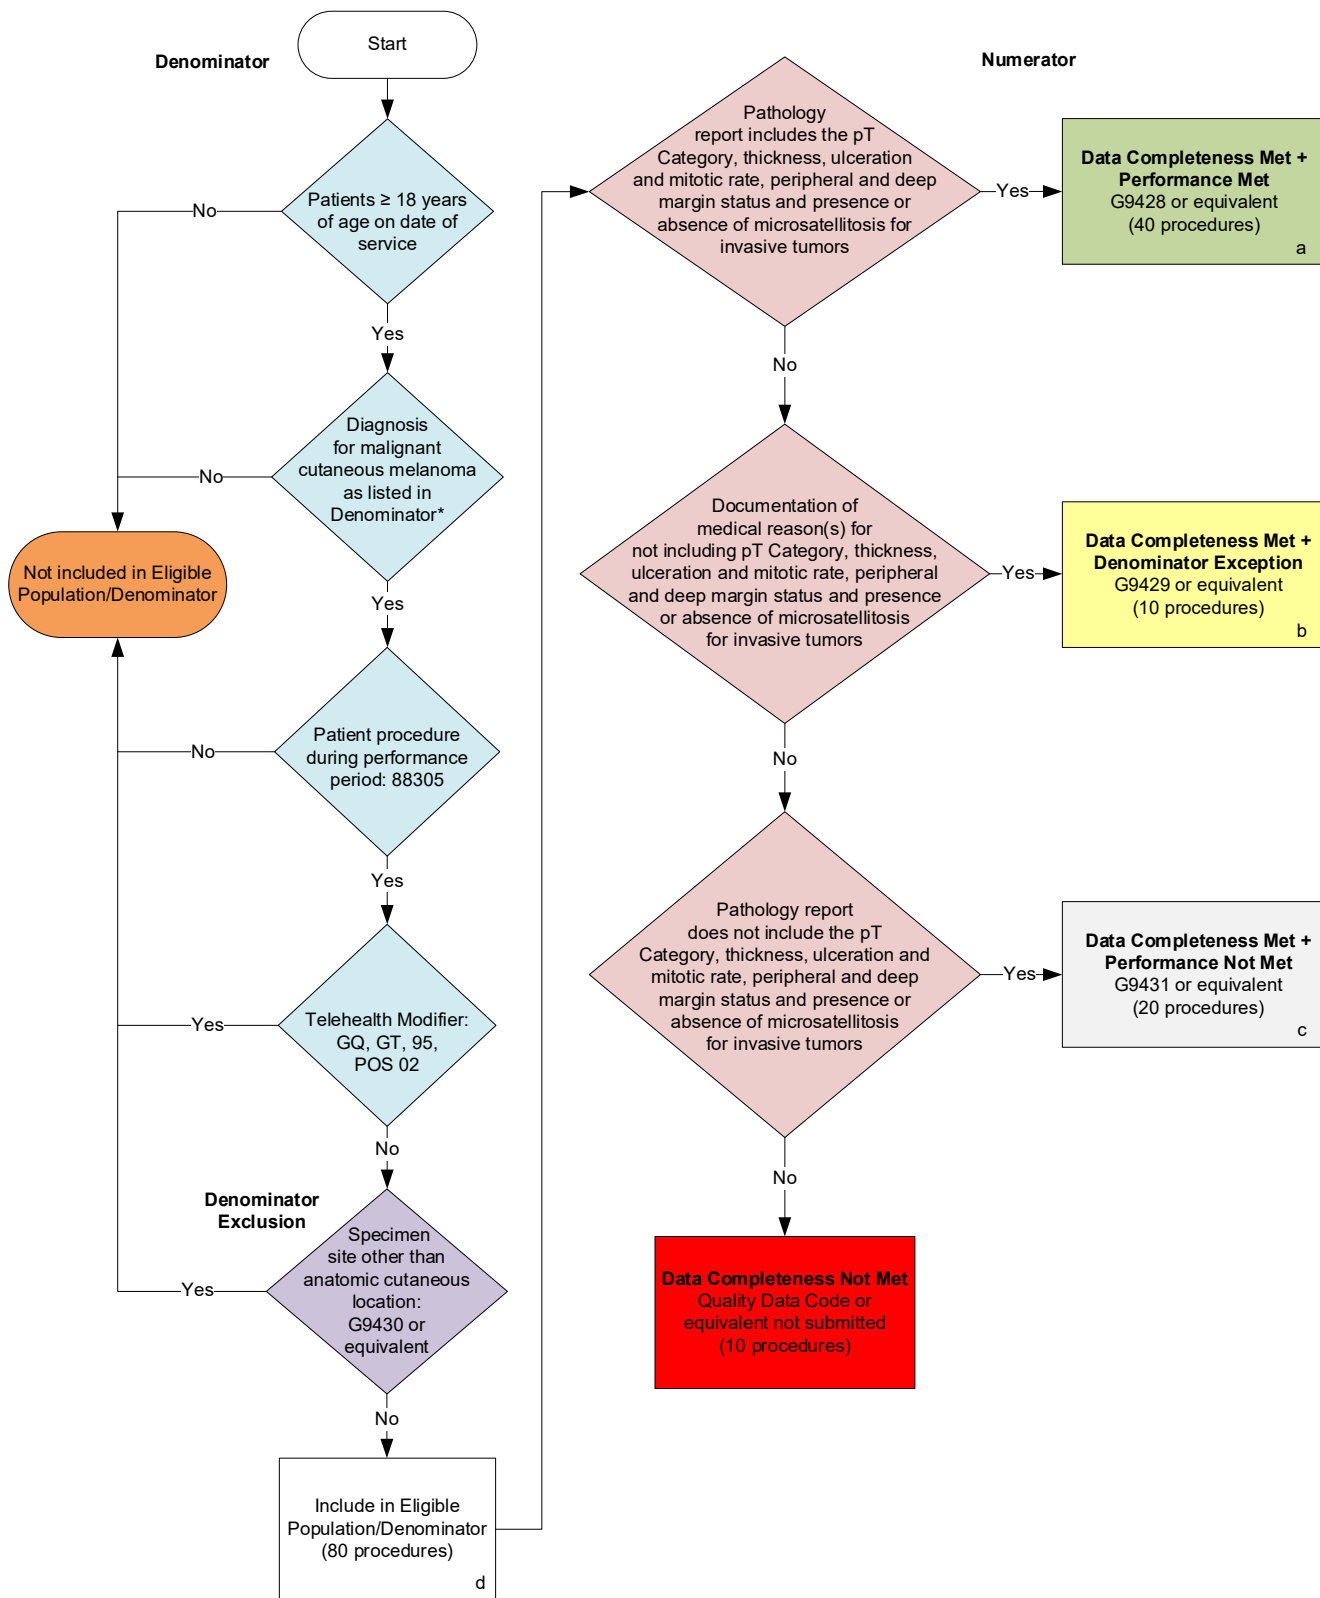 Start
Denominator
Patients ≥ 18 years
of age on date of
service
No
Yes
Diagnosis
for malignant
cutaneous melanoma
as listed in
Denominator*
No
Not included in Eligible
Population/Denominator
Yes
Patient procedure
during performance
period: 88305
No
Yes
Telehealth Modifier:
GQ, GT, 95,
POS 02
Yes
No
Denominator
Exclusion
Specimen
site other than
anatomic cutaneous
location:
G9430 or
equivalent
Yes
No
Include in Eligible
Population/Denominator
(80 procedures)
d
Numerator
Pathology
report includes the pT
Category, thickness, ulceration
and mitotic rate, peripheral and deep
margin status and presence or
absence of microsatellitosis for
invasive tumors
Yes
Data Completeness Met +
Performance Met
G9428 or equivalent
(40 procedures)
a
No
Documentation of
medical reason(s) for
not including pT Category, thickness,
ulceration and mitotic rate, peripheral
and deep margin status and presence
or absence of microsatellitosis
for invasive tumors
Yes
Data Completeness Met +
Denominator Exception
G9429 or equivalent
(10 procedures)
b
No
Pathology report
does not include the pT
Category, thickness, ulceration and
mitotic rate, peripheral and deep
margin status and presence or
absence of microsatellitosis
for invasive tumors
Yes
Data Completeness Met +
Performance Not Met
G9431 or equivalent
(20 procedures)
c
No
Data Completeness Not Met
Quality Data Code or
equivalent not submitted
(10 procedures)